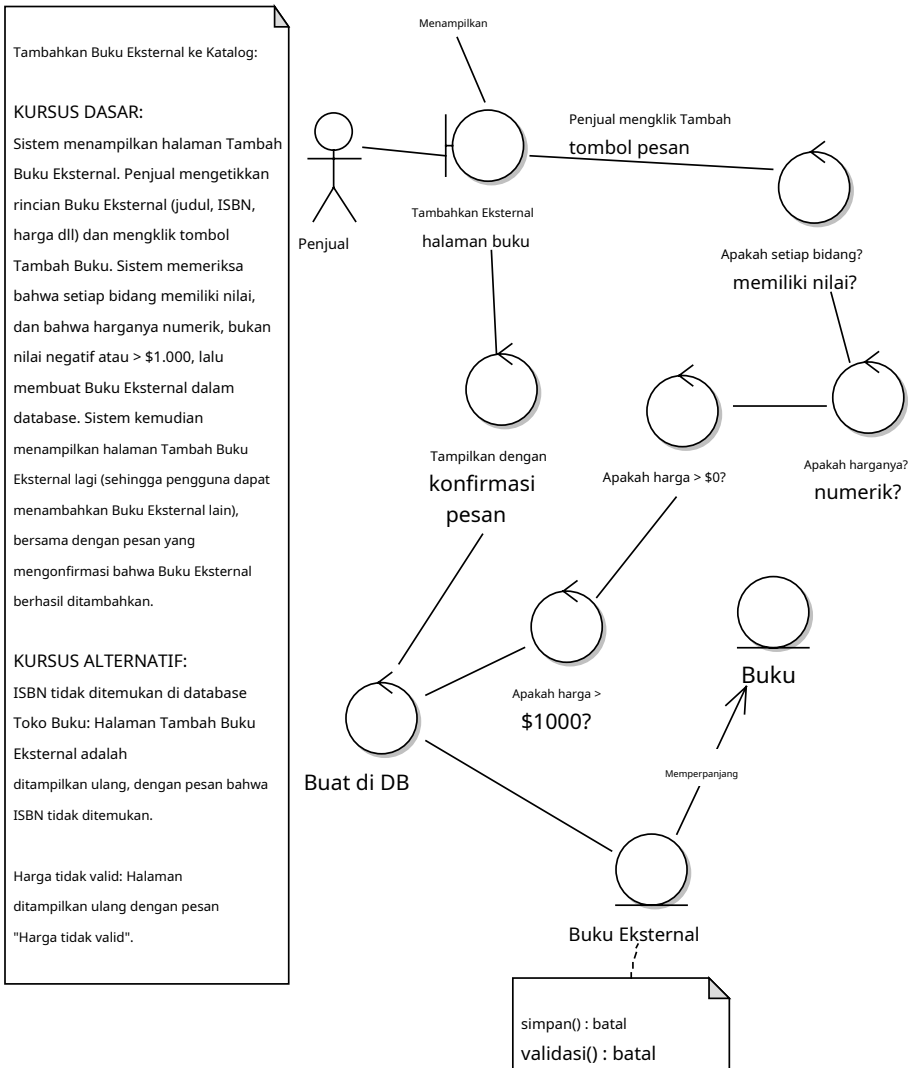 Tambahkan Buku Eksternal ke Katalog:
KURSUS DASAR:
Sistem menampilkan halaman Tambah
Buku Eksternal. Penjual mengetikkan
rincian Buku Eksternal (judul, ISBN,
harga dll) dan mengklik tombol
Tambah Buku. Sistem memeriksa
bahwa setiap bidang memiliki nilai,
dan bahwa harganya numerik, bukan
nilai negatif atau > $1.000, lalu
membuat Buku Eksternal dalam
database. Sistem kemudian
menampilkan halaman Tambah Buku
Eksternal lagi (sehingga pengguna dapat
menambahkan Buku Eksternal lain),
bersama dengan pesan yang
mengonfirmasi bahwa Buku Eksternal
berhasil ditambahkan.
KURSUS ALTERNATIF:
ISBN tidak ditemukan di database
Toko Buku: Halaman Tambah Buku
Eksternal adalah
ditampilkan ulang, dengan pesan bahwa
ISBN tidak ditemukan.
Harga tidak valid: Halaman
ditampilkan ulang dengan pesan
"Harga tidak valid".
Menampilkan
Penjual mengklik Tambah
tombol pesan
Penjual
Tambahkan Eksternal
halaman buku
Apakah setiap bidang?
memiliki nilai?
Tampilkan dengan
konfirmasi
pesan
Apakah harga > $0?
Apakah harganya?
numerik?
Apakah harga >
$1000?
Buku
Buat di DB
Memperpanjang
Buku Eksternal
simpan() : batal
validasi() : batal